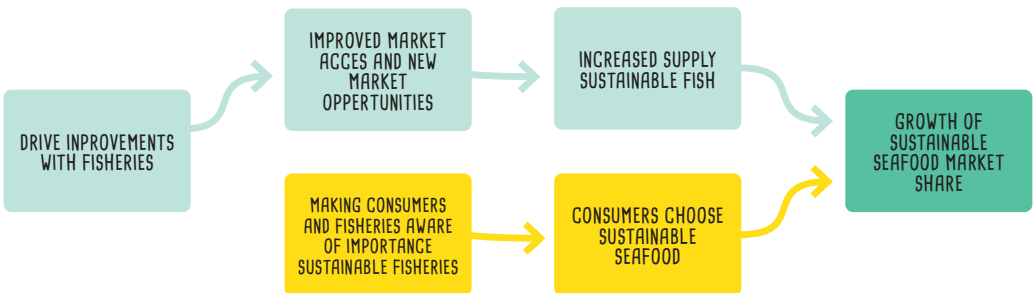 DRIVE INPROVEMENTS
WITH FISHERIES
IMPROVED MARKET
ACCES AND NEW
MARKET
OPPERTUNITIES
INCREASED SUPPLY
SUSTAINABLE FISH
GROWTH OF
SUSTAINABLE
SEAFOOD MARKET
SHARE
MAKING CONSUMERS
AND FISHERIES AWARE
OF IMPORTANCE
SUSTAINABLE FISHERIES
CONSUMERS CHOOSE
SUSTAINABLE
SEAFOOD